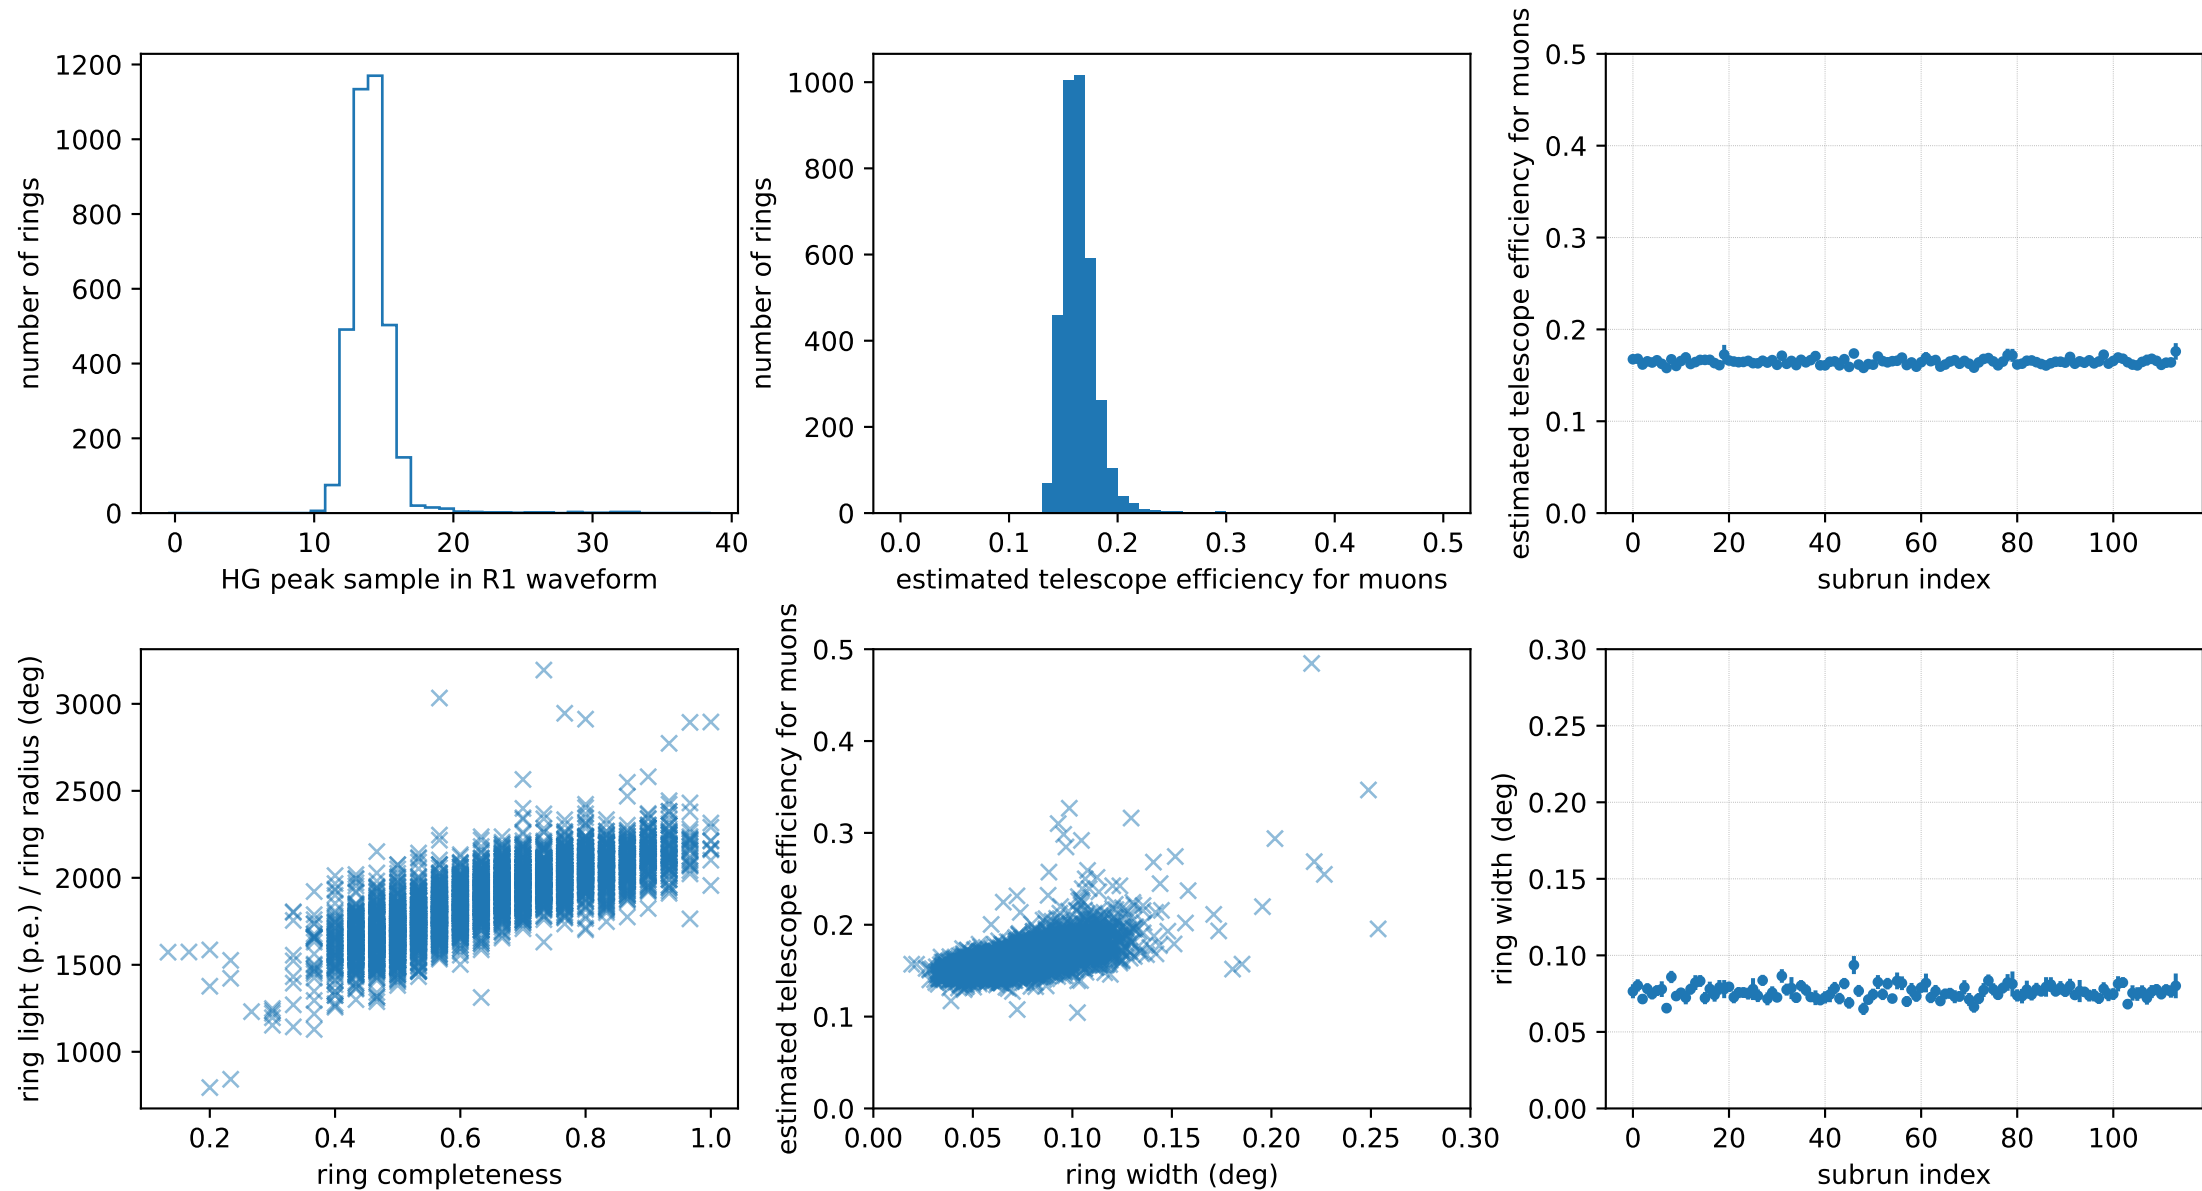 number of rings
1200
1000
800
600
400
200
0
0 10 20 30 40
HG peak sample in R1 waveform
number of rings
1000
800
600
400
200
0
0.0 0.1 0.2 0.3 0.4 0.5
estimated telescope efficiency for muons
estimated telescope efficiency for muons
0.5
0.4
0.3
0.2
0.1
0.0
0 20 40 60 80 100
subrun index
ring light (p.e.) / ring radius (deg)
3000
2500
2000
1500
1000
0.2 0.4 0.6 0.8 1.0
ring completeness
estimated telescope efficiency for muons
0.5
0.4
0.3
0.2
0.1
0.0
0.00 0.05 0.10 0.15 0.20 0.25 0.30
ring width (deg)
ring width (deg)
0.30
0.25
0.20
0.15
0.10
0.05
0.00
0 20 40 60 80 100
subrun index